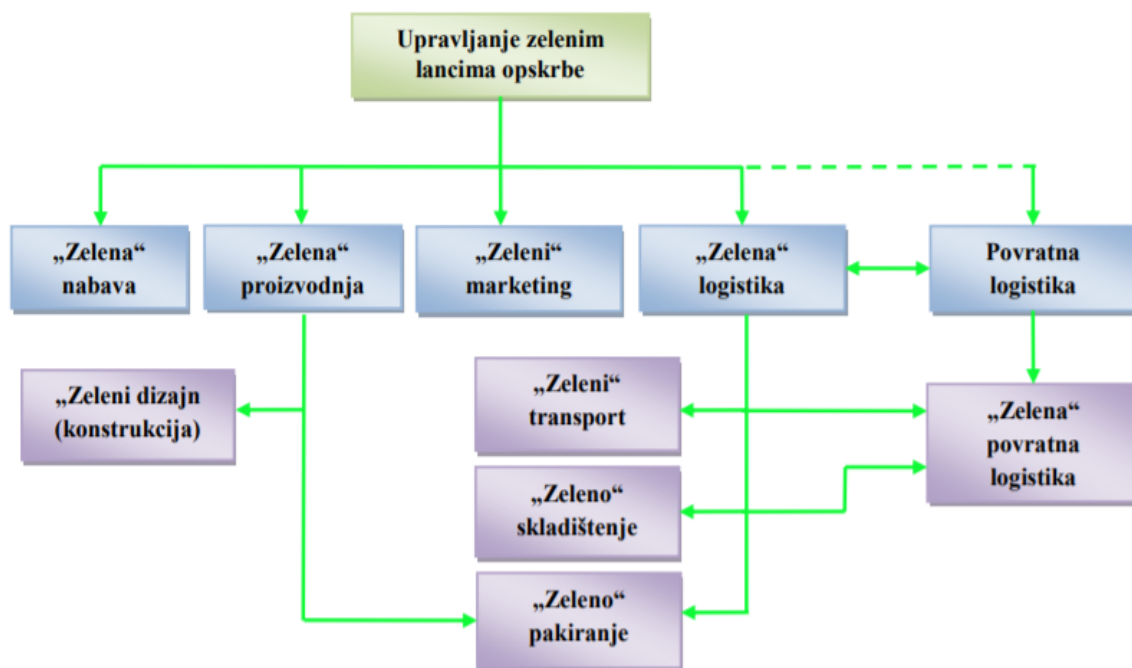 Upravljanje zelenim
lancima opskrbe
„Zelena“
nabava
„Zelena“
proizvodnja
„Zeleni“
marketing
„Zelena“
logistika
Povratna
logistika
„Zeleni dizajn
(konstrukcija)
„Zeleni“
transport
„Zelena“
povratna
logistika
„Zeleno“
skladištenje
„Zeleno“
pakiranje